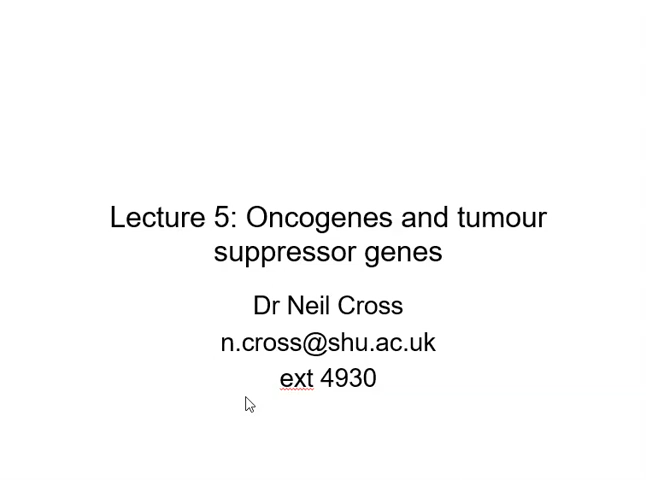 Lecture 5: Oncogenes and tumour
suppressor genes
Dr Neil Cross
n.cross@shu.ac.uk
ext 4930